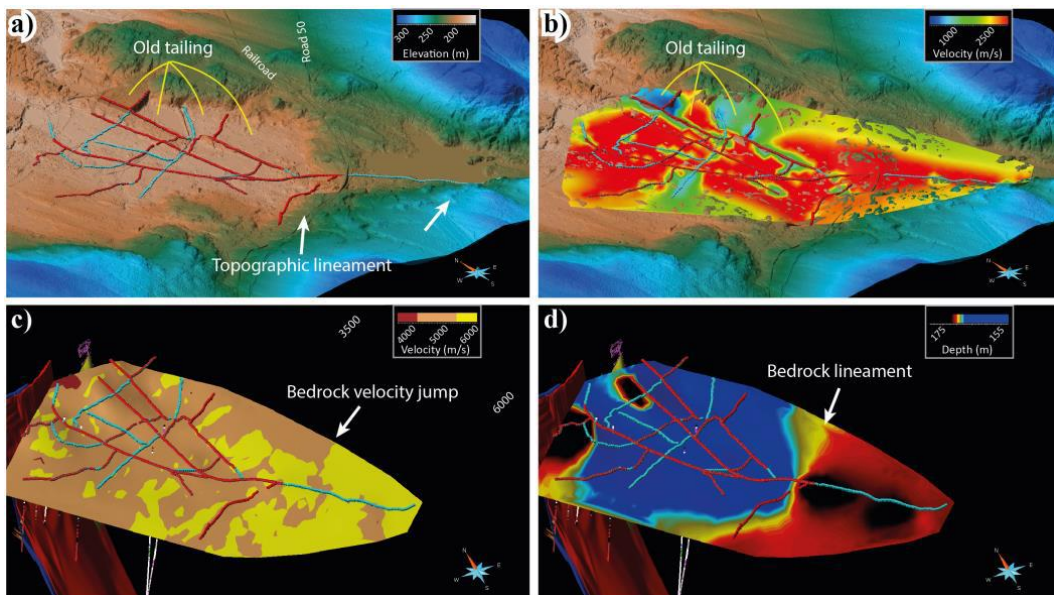 a)
Old tailing
Railroad
Road 50
300 250 200
Elevation (m)
Topographic lineament
N
E
W
S
b)
Old tailing
1000 2500
Velocity (m/s)
N
E
W
S
c)
3500
4000 5000 6000
Velocity (m/s)
Bedrock velocity jump
6000
N
E
W
S
d)
175 155
Depth (m)
Bedrock lineament
N
E
W
S